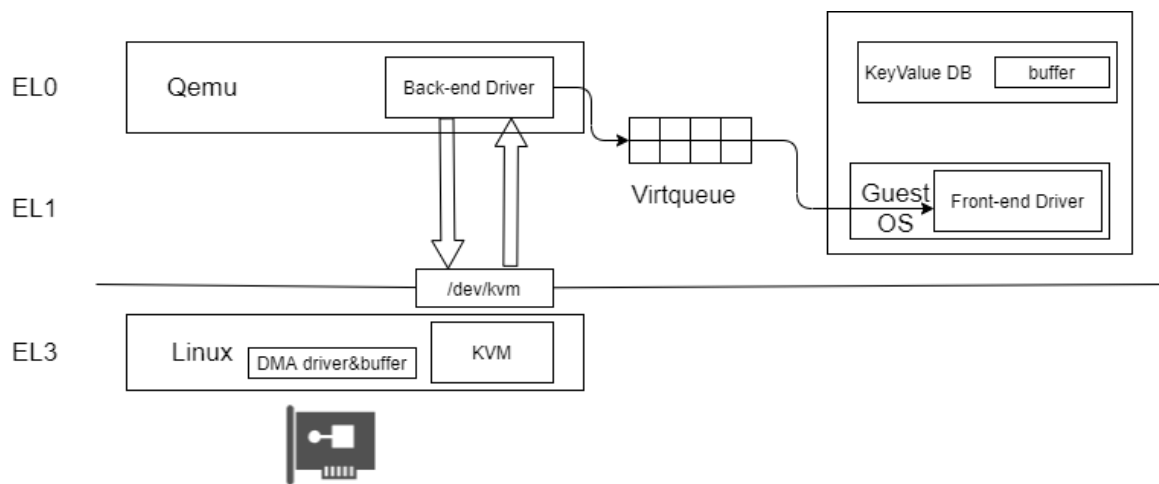 EL0
Qemu
Back-end Driver
KeyValue DB
buffer
Virtqueue
EL1
Guest
OS
Front-end Driver
/dev/kvm
EL3
Linux
DMA driver&buffer
KVM